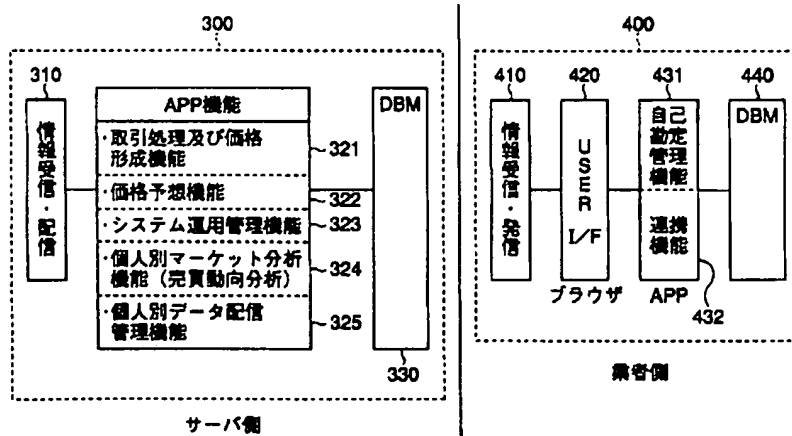 300
310
情報受信・配信
APP機能
・取引処理及び価格
形成機能
321
・価格予想機能
322
・システム運用管理機能
323
・個人別マーケット分析
機能（売買動向分析）
324
・個人別データ配信
管理機能
325
DBM
330
サーバ側
400
410
情報受信・発信
420
USER
I/F
ブラウザ
431
自己
勘定
管理
機能
連携
機能
APP
432
440
DBM
業者側